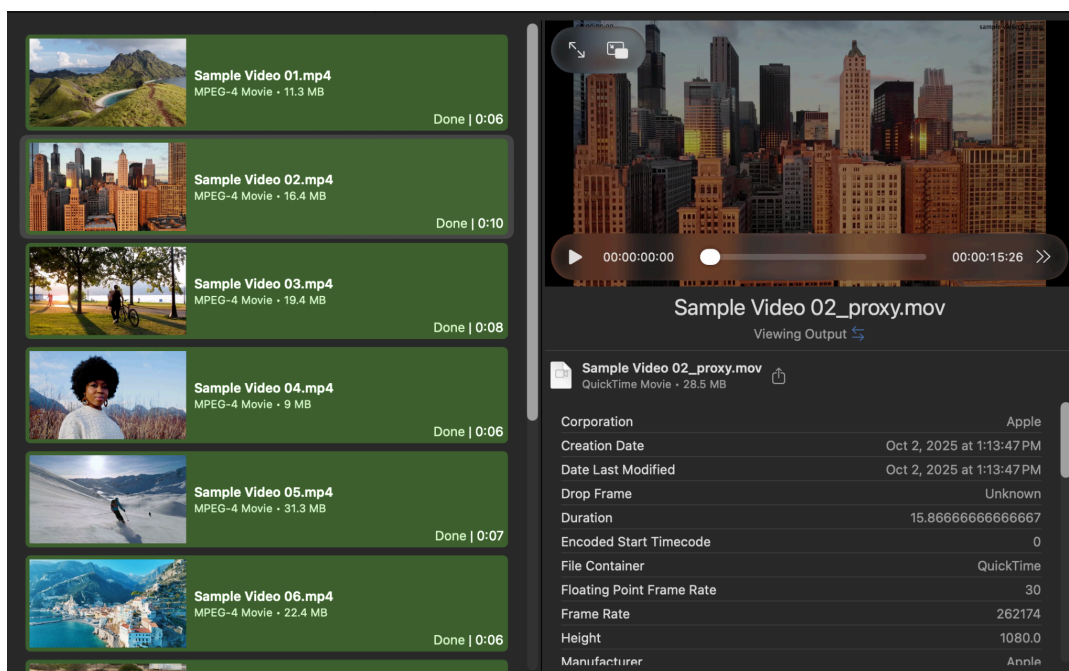 Sample Video 01.mp4
MPEG-4 Movie • 11.3 MB
Done | 0:06
Sample Video 02.mp4
MPEG-4 Movie • 16.4 MB
Done | 0:10
Sample Video 03.mp4
MPEG-4 Movie • 19.4 MB
Done | 0:08
Sample Video 04.mp4
MPEG-4 Movie • 9 MB
Done | 0:06
Sample Video 05.mp4
MPEG-4 Movie • 31.3 MB
Done | 0:07
Sample Video 06.mp4
MPEG-4 Movie • 22.4 MB
Done | 0:06
00:00:00:00 00:00:15:26
Sample Video 02_proxy.mov
Viewing Output
Sample Video 02_proxy.mov
QuickTime Movie • 28.5 MB
Corporation Apple
Creation Date Oct 2, 2025 at 1:13:47 PM
Date Last Modified Oct 2, 2025 at 1:13:47 PM
Drop Frame Unknown
Duration 15.86666666666667
Encoded Start Timecode 0
File Container QuickTime
Floating Point Frame Rate 30
Frame Rate 262174
Height 1080.0
Manufacturer Apple